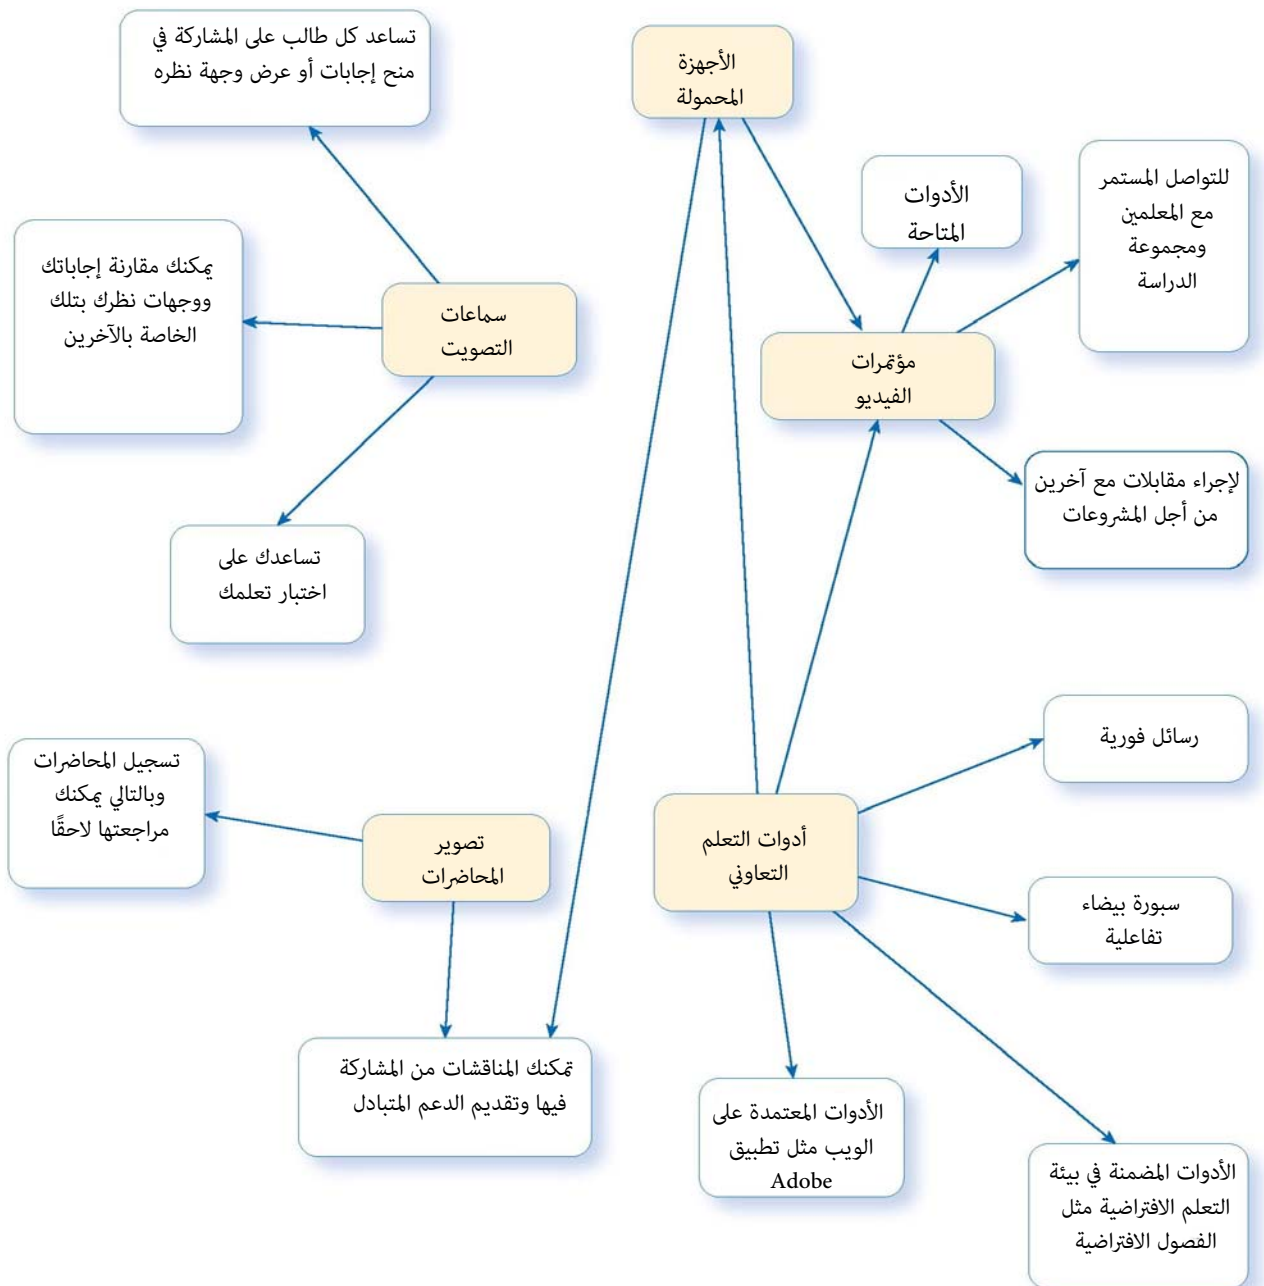 تساعد كل طالب على المشاركة في
منح إجابات أو عرض وجهة نظره
الأجهزة
المحمولة
الأدوات
المتاحة
للتواصل المستمر
مع المعلمين
ومجموعة
الدراسة
يمكنك مقارنة إجاباتك
ووجهات نظرك بتلك
الخاصة بالآخرين
سماعات
التصويت
مؤتمرات
الفيديو
لإجراء مقابلات مع آخرين
من أجل المشروعات
تساعدك على
اختبار تعلمك
رسائل فورية
تسجيل المحاضرات
وبالتالي يمكنك
مراجعتها لاحقًا
تصوير
المحاضرات
أدوات التعلم
التعاوني
سبورة بيضاء
تفاعلية
تمكنك المناقشات من المشاركة
فيها وتقديم الدعم المتبادل
الأدوات المعتمدة على
الويب مثل تطبيق
Adobe
الأدوات المضمنة في بيئة
التعلم الافتراضية مثل
الفصول الافتراضية